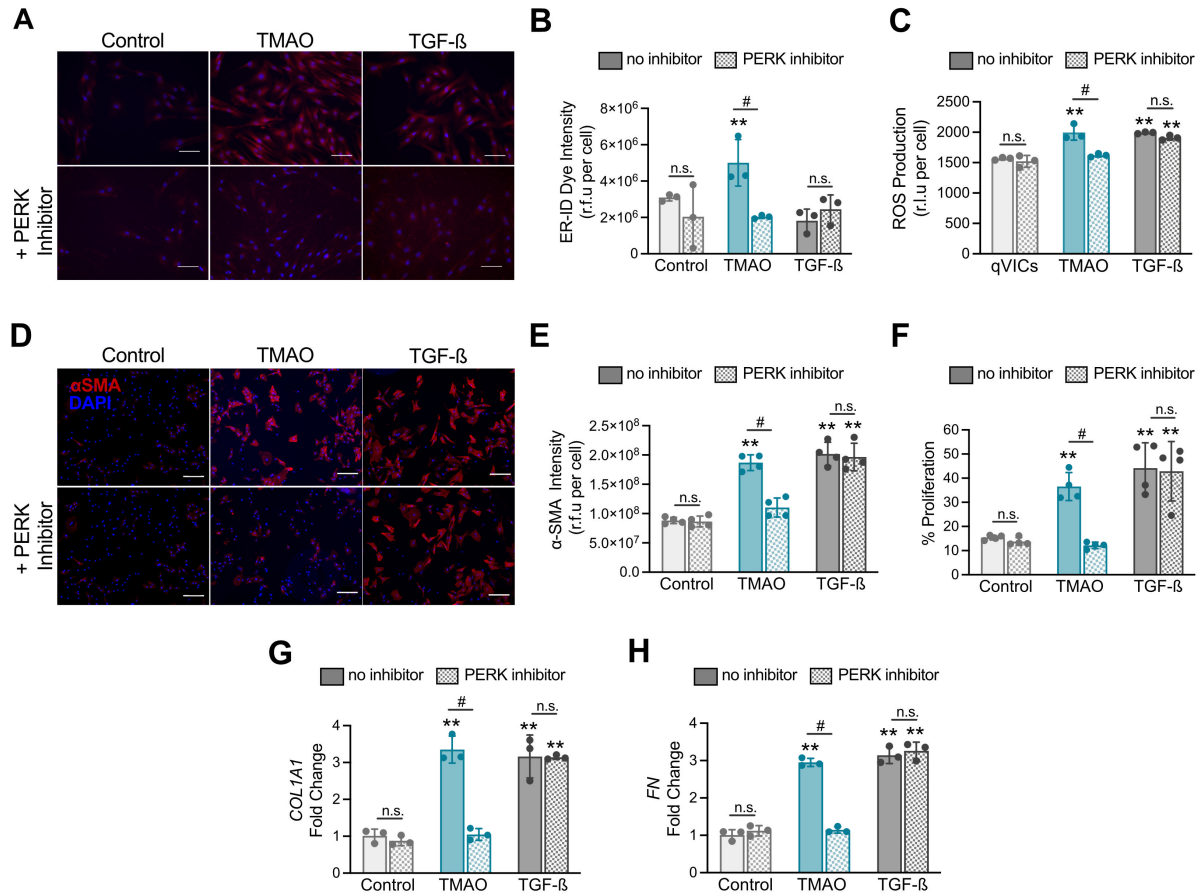 A
Control
TMAO
TGF-ß
+ PERK
Inhibitor
B
no inhibitor
PERK inhibitor
ER-ID Dye Intensity
(r.f.u per cell)
8×10⁶
6×10⁶
4×10⁶
2×10⁶
0
n.s.
**
#
n.s.
Control
TMAO
TGF-ß
C
no inhibitor
PERK inhibitor
ROS Production
(r.l.u per cell)
2500
2000
1500
1000
500
0
n.s.
**
#
**
n.s.
**
qVICs
TMAO
TGF-ß
D
Control
TMAO
TGF-ß
αSMA
DAPI
+ PERK
Inhibitor
E
no inhibitor
PERK inhibitor
α-SMA Intensity
(r.f.u per cell)
2.5×10⁸
2.0×10⁸
1.5×10⁸
1.0×10⁸
5.0×10⁷
0.0
n.s.
**
#
**
n.s.
**
Control
TMAO
TGF-ß
F
no inhibitor
PERK inhibitor
% Proliferation
60
50
40
30
20
10
0
n.s.
**
#
**
n.s.
**
Control
TMAO
TGF-ß
G
no inhibitor
PERK inhibitor
COL1A1
Fold Change
4
3
2
1
0
n.s.
**
#
**
n.s.
**
Control
TMAO
TGF-ß
H
no inhibitor
PERK inhibitor
FN
Fold Change
4
3
2
1
0
n.s.
**
#
**
n.s.
**
Control
TMAO
TGF-ß